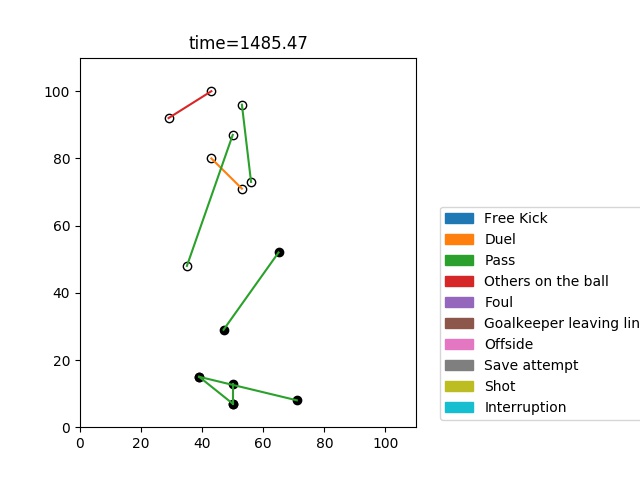 time=1485.47
100
80
60
40
20
0
0 20 40 60 80 100
Free Kick
Duel
Pass
Others on the ball
Foul
Goalkeeper leaving lin
Offside
Save attempt
Shot
Interruption